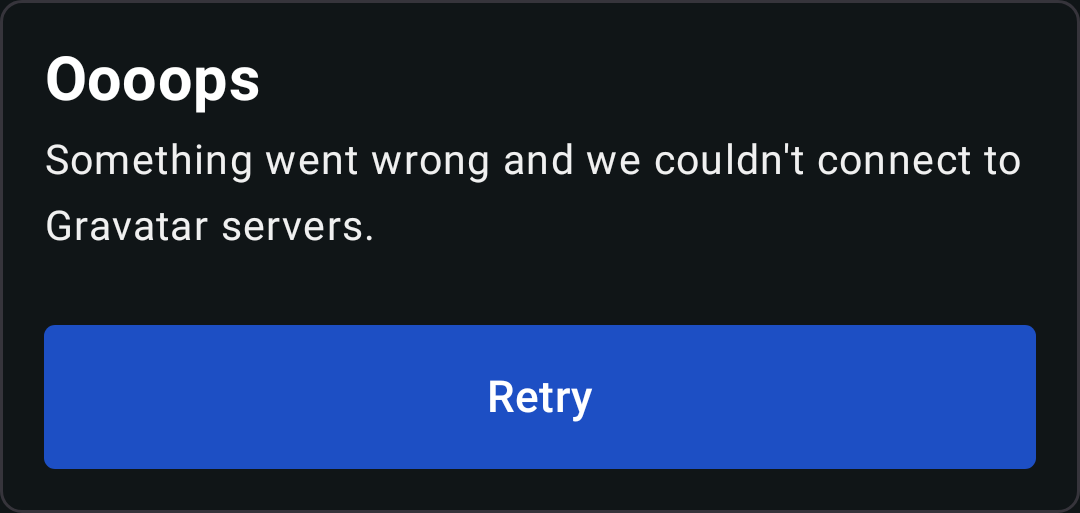 Oooops
Something went wrong and we couldn't connect to
Gravatar servers.
Retry